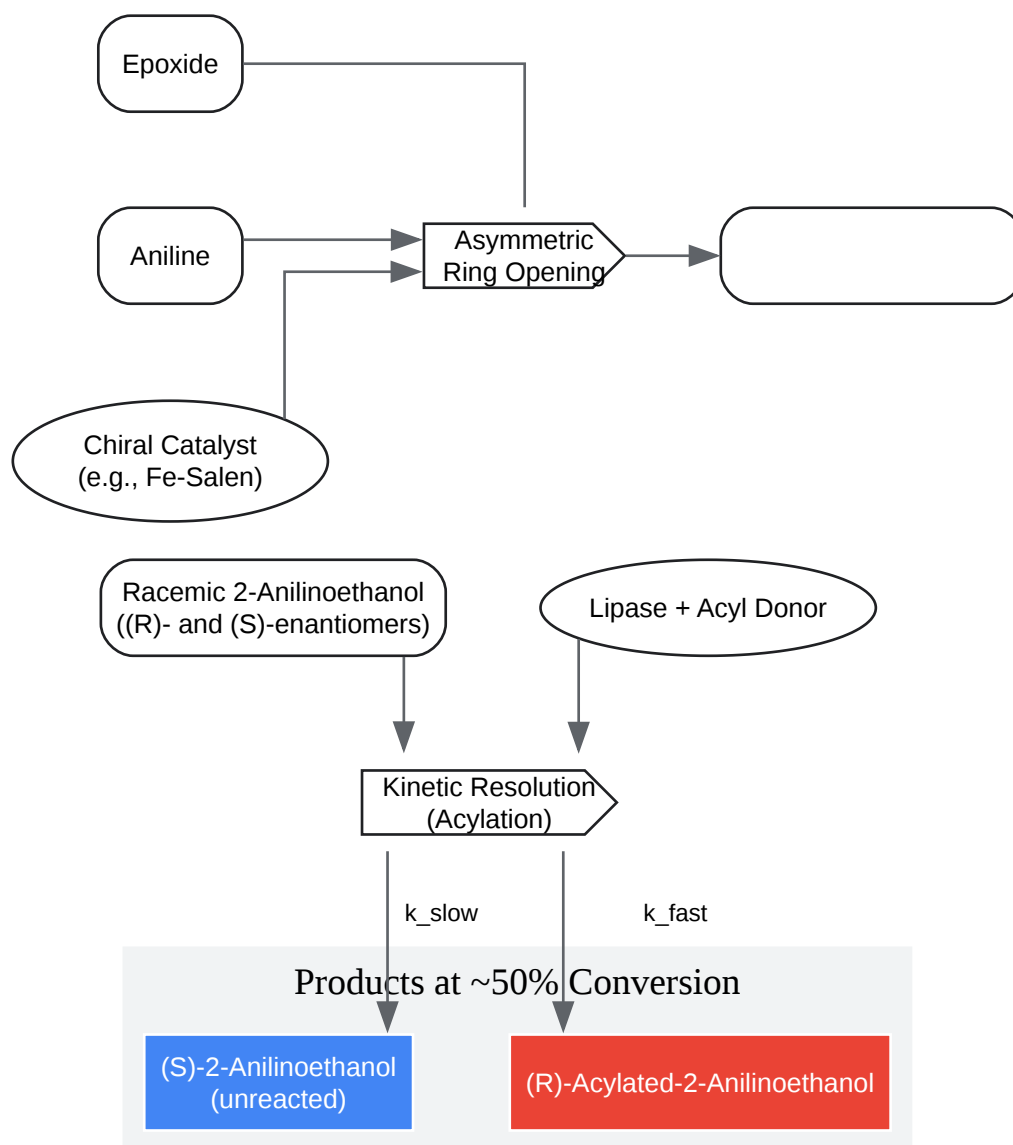 Epoxide
Aniline
Asymmetric
Ring Opening
Chiral Catalyst
(e.g., Fe-Salen)
Racemic 2-Anilinoethanol
((R)- and (S)-enantiomers)
Lipase + Acyl Donor
Kinetic Resolution
(Acylation)
k_slow
k_fast
Products at ~50% Conversion
(S)-2-Anilinoethanol
(unreacted)
(R)-Acylated-2-Anilinoethanol